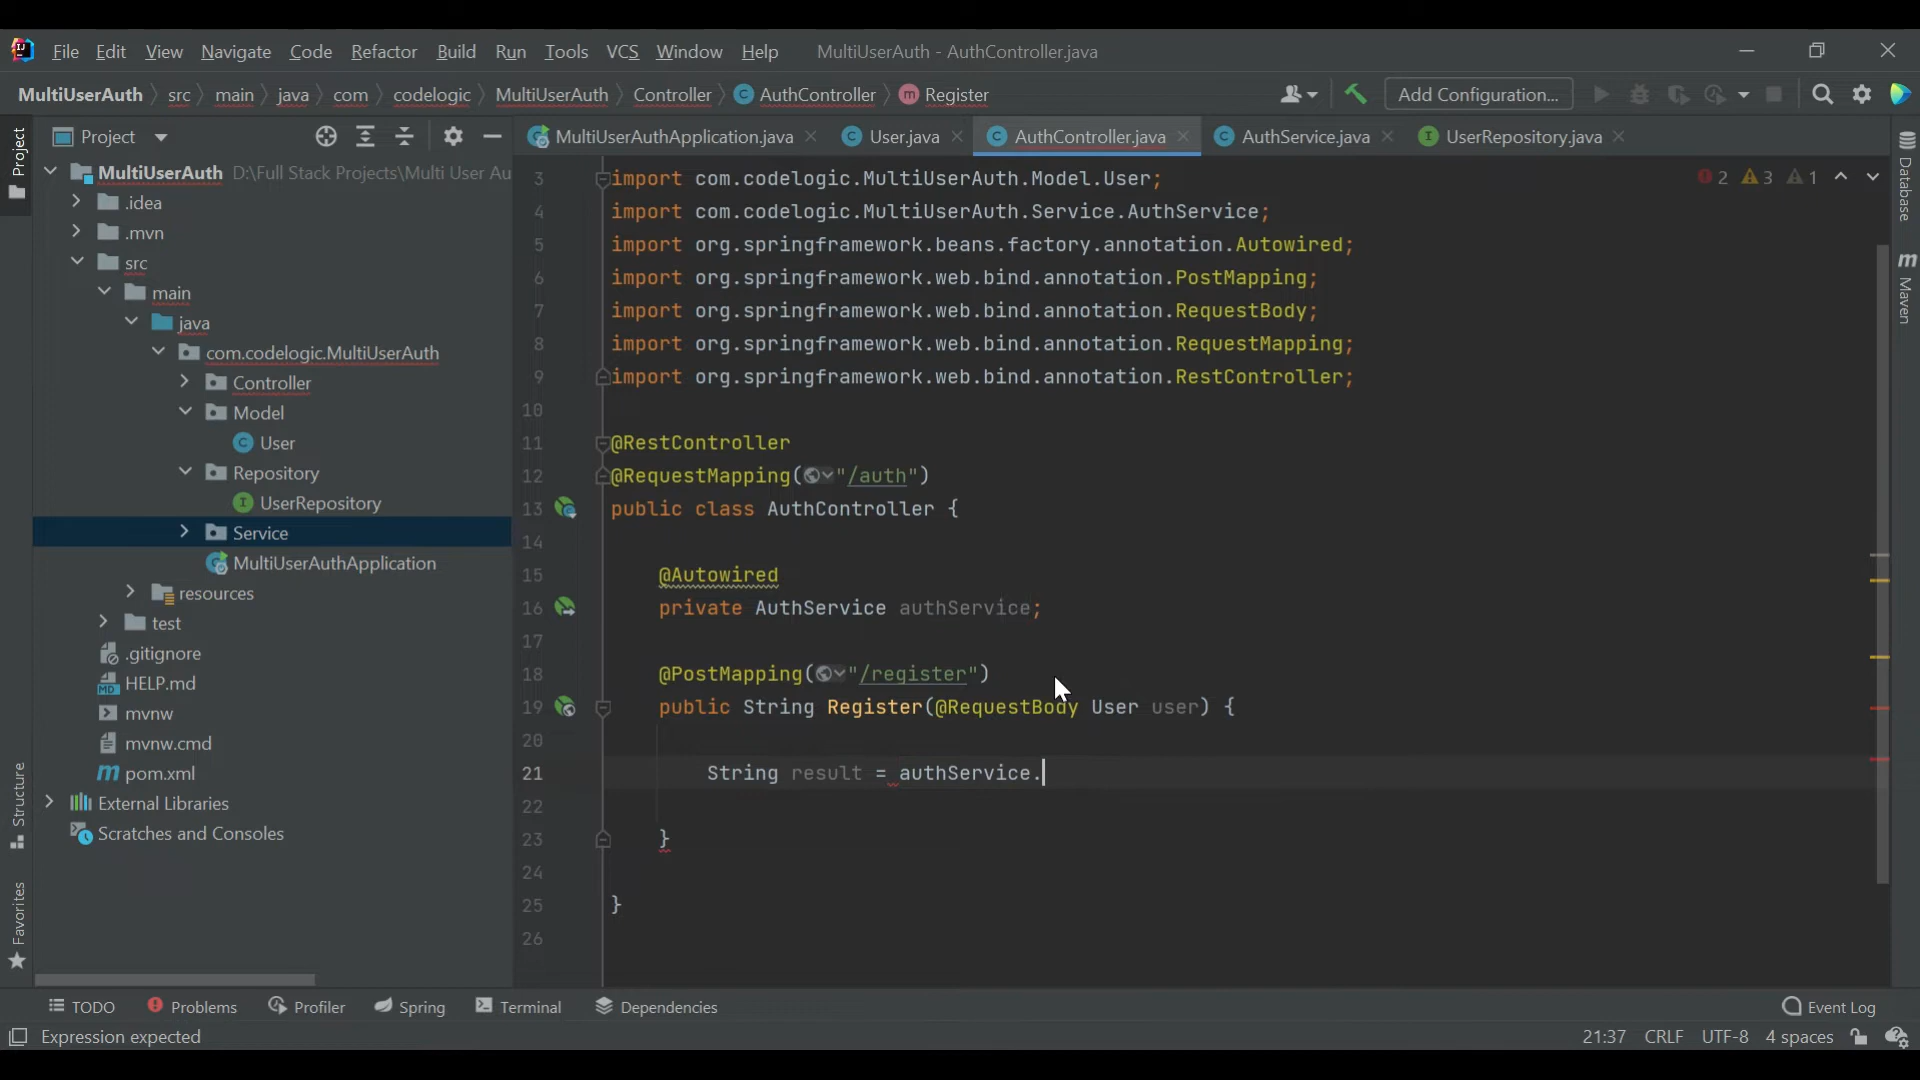 File Edit View Navigate Code Refactor Build Run Tools VCS Window Help MultiUserAuth - AuthController.java
MultiUserAuth src main java com codelogic MultiUserAuth Controller AuthController Register Add Configuration...
Project
Project
MultiUserAuthApplication.java User.java AuthController.java AuthService.java UserRepository.java
MultiUserAuth D:\Full Stack Projects\Multi User Au
.idea
.mvn
src
main
java
com.codelogic.MultiUserAuth
Controller
Model
User
Repository
UserRepository
Service
MultiUserAuthApplication
resources
test
.gitignore
HELP.md
mvnw
mvnw.cmd
pom.xml
External Libraries
Scratches and Consoles
2 3 1
3 import com.codelogic.MultiUserAuth.Model.User;
4 import com.codelogic.MultiUserAuth.Service.AuthService;
5 import org.springframework.beans.factory.annotation.Autowired;
6 import org.springframework.web.bind.annotation.PostMapping;
7 import org.springframework.web.bind.annotation.RequestBody;
8 import org.springframework.web.bind.annotation.RequestMapping;
9 import org.springframework.web.bind.annotation.RestController;
10
11 @RestController
12 @RequestMapping("/auth")
13 public class AuthController {
14
15 @Autowired
16 private AuthService authService;
17
18 @PostMapping("/register")
19 public String Register(@RequestBody User user) {
20
21 String result = authService.
22
23 }
24
25 }
26
Database
Maven
Structure
Favorites
TODO Problems Profiler Spring Terminal Dependencies Event Log
Expression expected 21:37 CRLF UTF-8 4 spaces